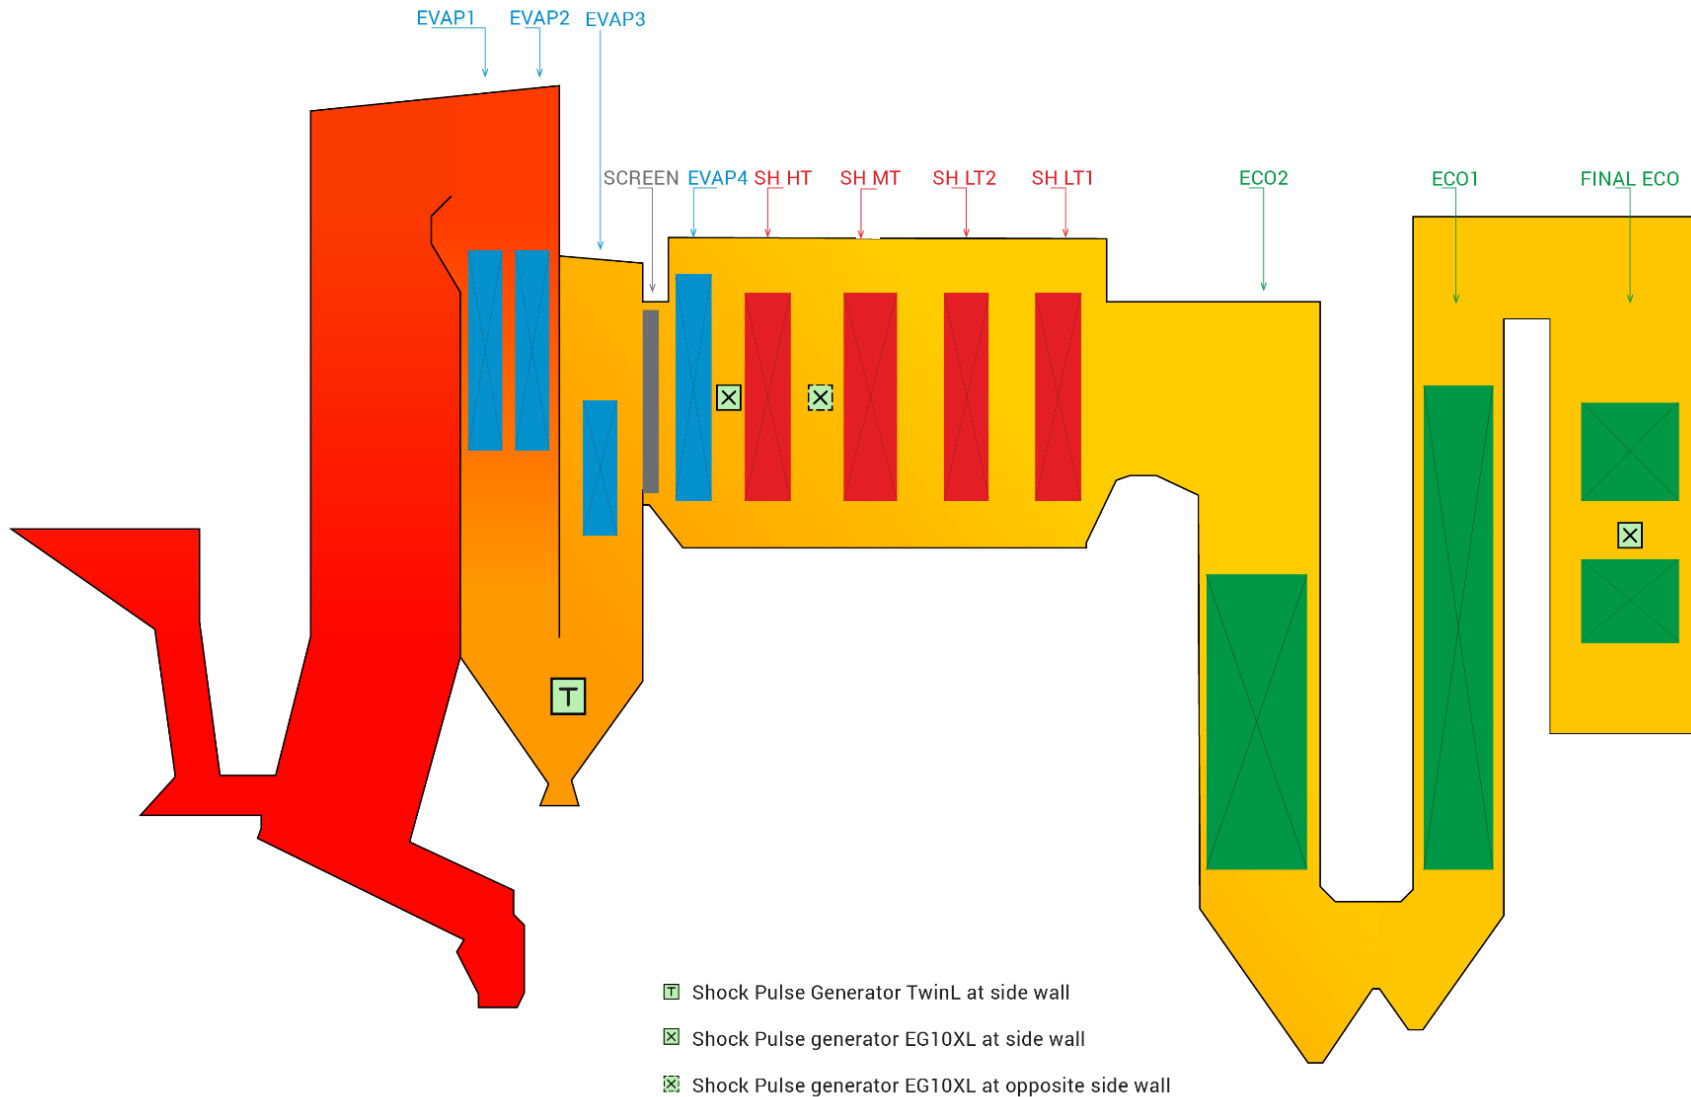 EVAP1
EVAP2
EVAP3
SCREEN
EVAP4
SH HT
SH MT
SH LT2
SH LT1
ECO2
ECO1
FINAL ECO
T
T Shock Pulse Generator TwinL at side wall
Shock Pulse generator EG10XL at side wall
Shock Pulse generator EG10XL at opposite side wall